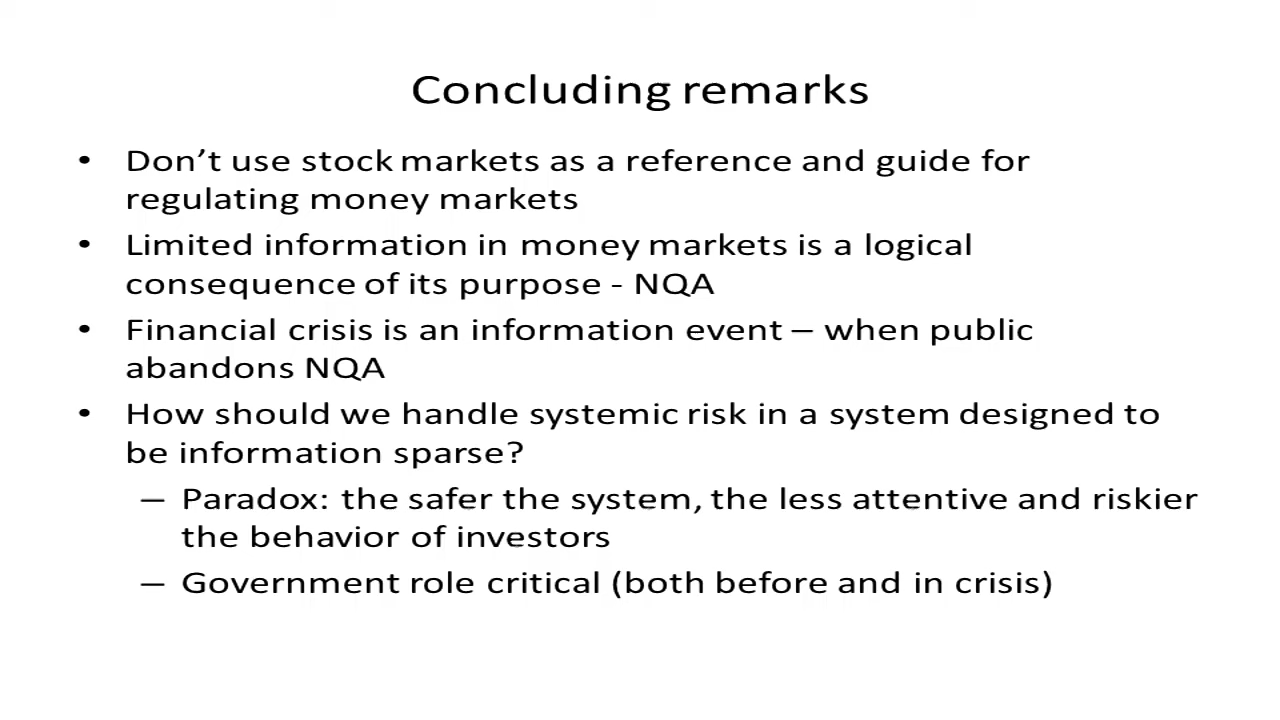 Concluding remarks
• Don’t use stock markets as a reference and guide for
regulating money markets
• Limited information in money markets is a logical
consequence of its purpose - NQA
• Financial crisis is an information event – when public
abandons NQA
• How should we handle systemic risk in a system designed to
be information sparse?
– Paradox: the safer the system, the less attentive and riskier
the behavior of investors
– Government role critical (both before and in crisis)